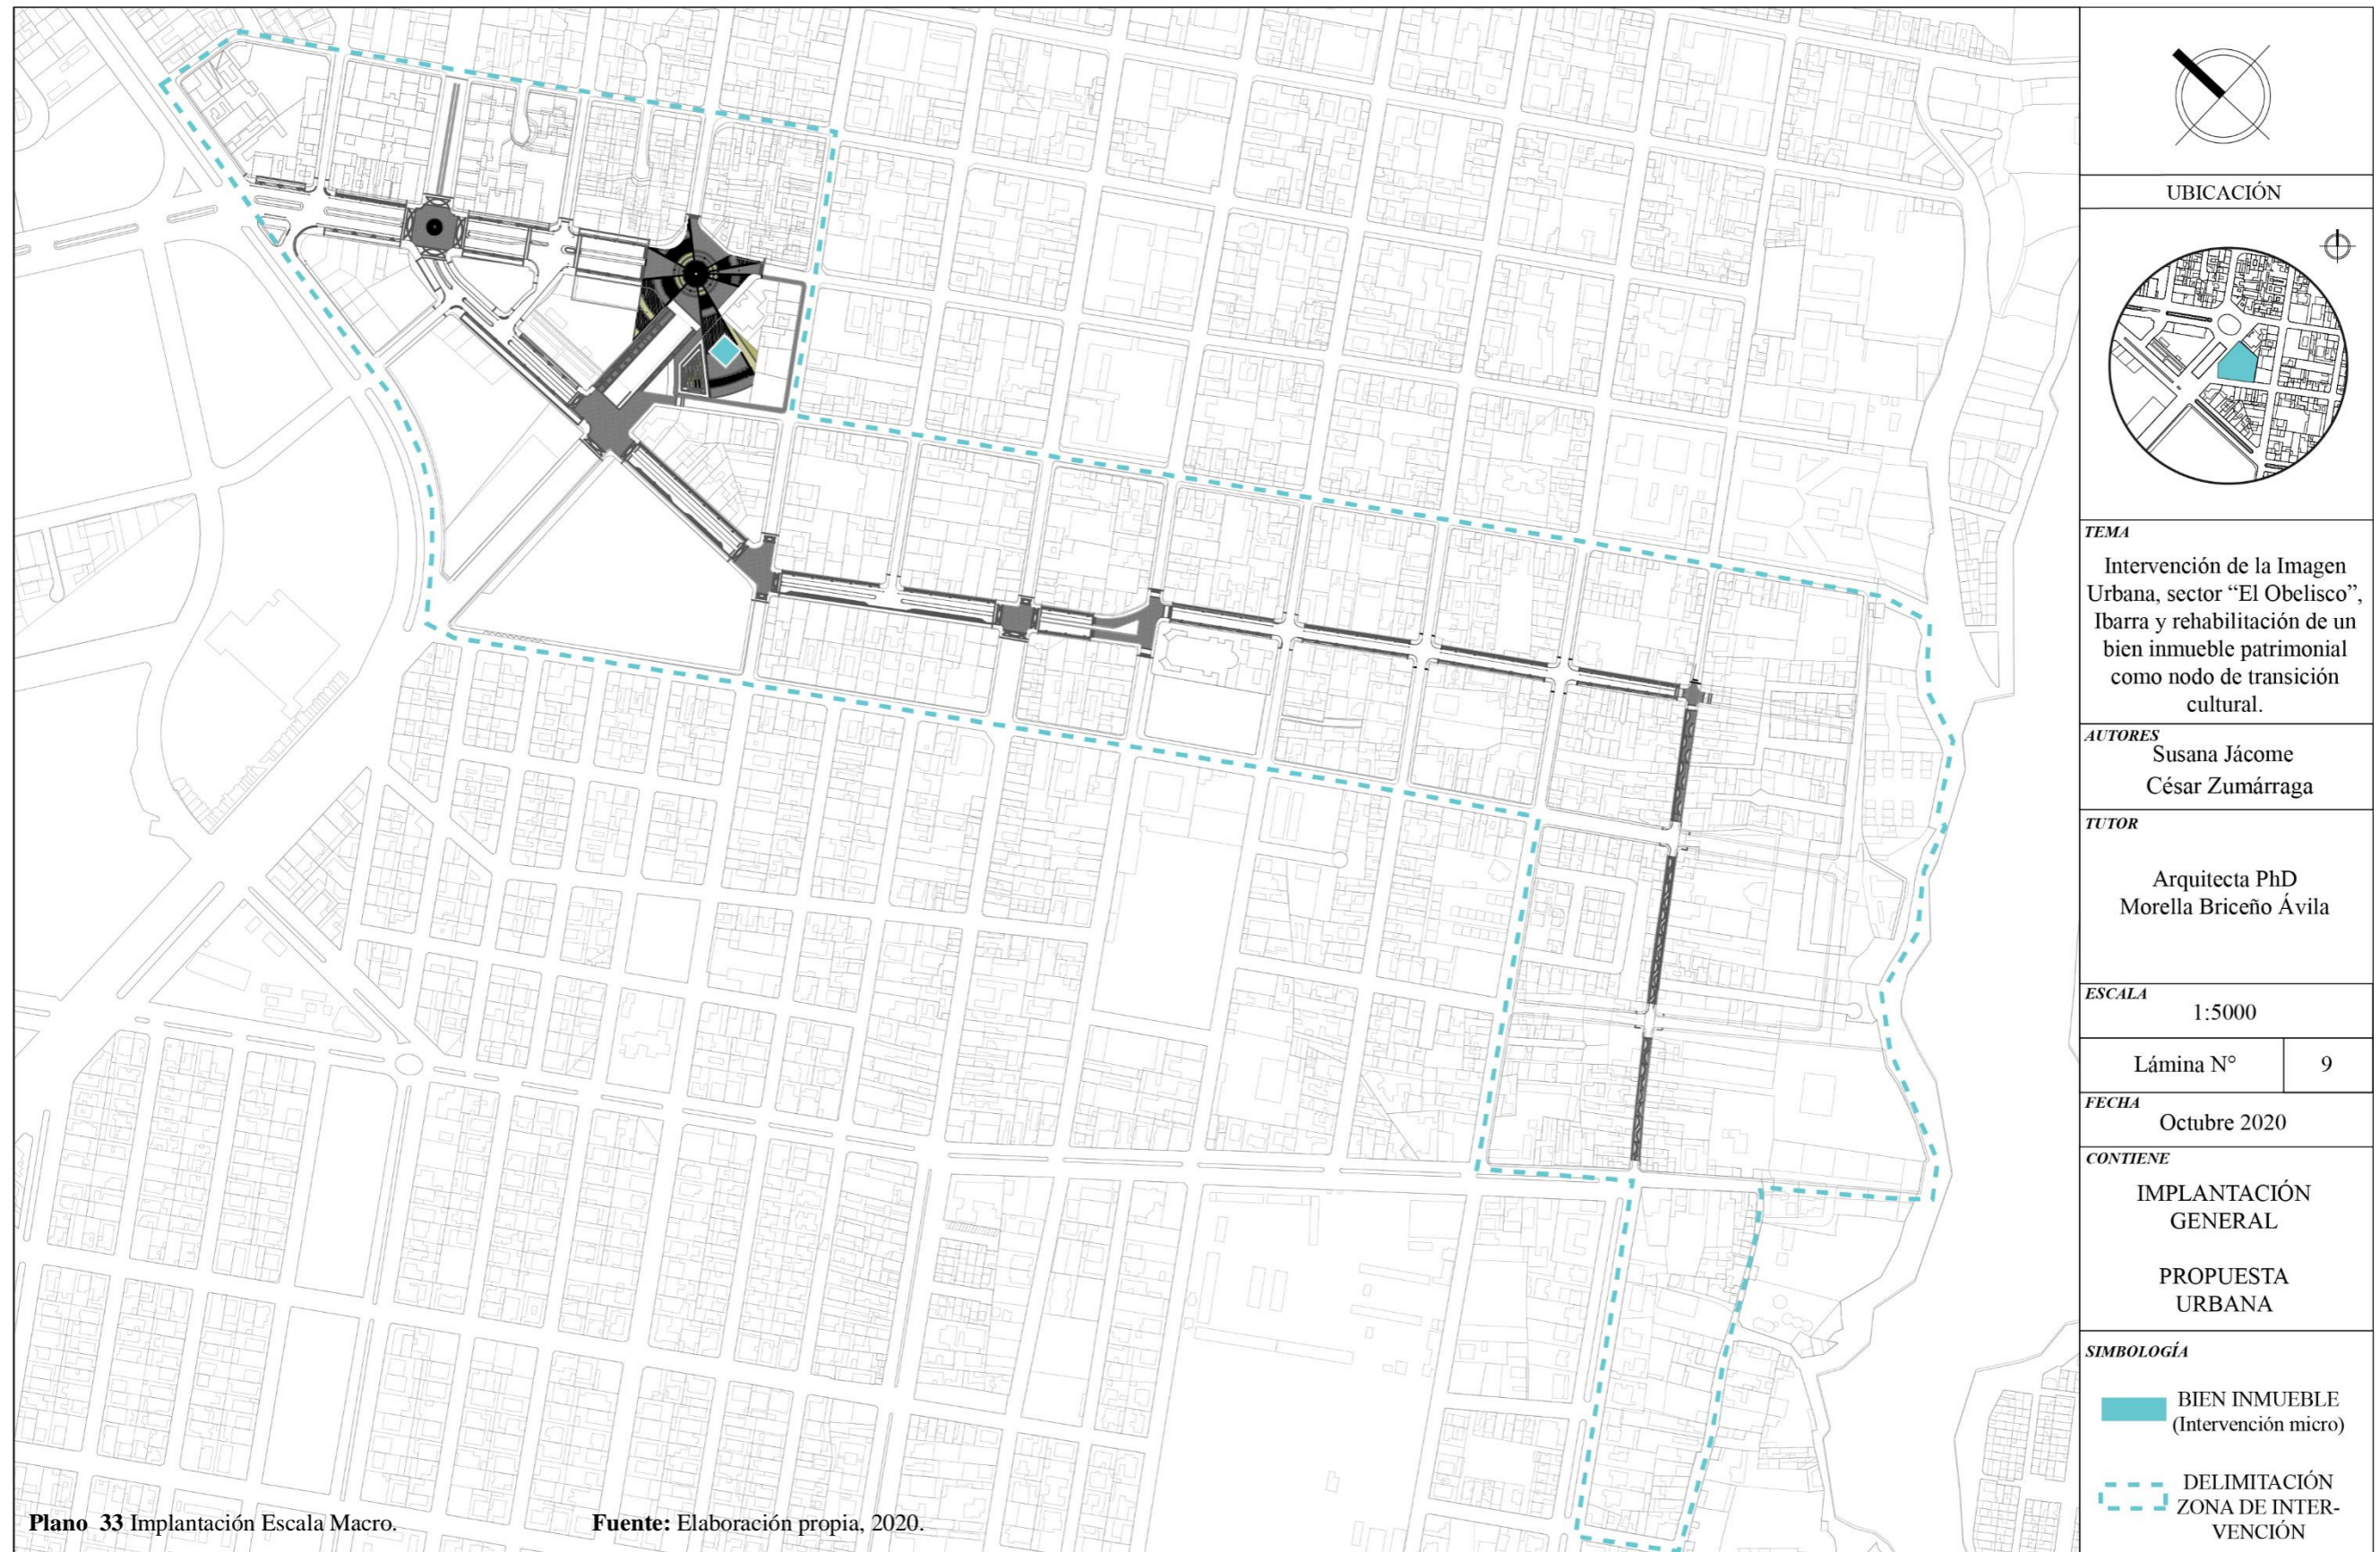 UBICACIÓN
TEMA
Intervención de la Imagen
Urbana, sector “El Obelisco”,
Ibarra y rehabilitación de un
bien inmueble patrimonial
como nodo de transición
cultural.
AUTORES
Susana Jácome
César Zumárraga
TUTOR
Arquitecta PhD
Morella Briceño Ávila
ESCALA
1:5000
Lámina N° 9
FECHA
Octubre 2020
CONTIENE
IMPLANTACIÓN
GENERAL
PROPUESTA
URBANA
SIMBOLOGÍA
BIEN INMUEBLE
(Intervención micro)
DELIMITACIÓN
ZONA DE INTER-
VENCIÓN
Plano 33 Implantación Escala Macro.
Fuente: Elaboración propia, 2020.